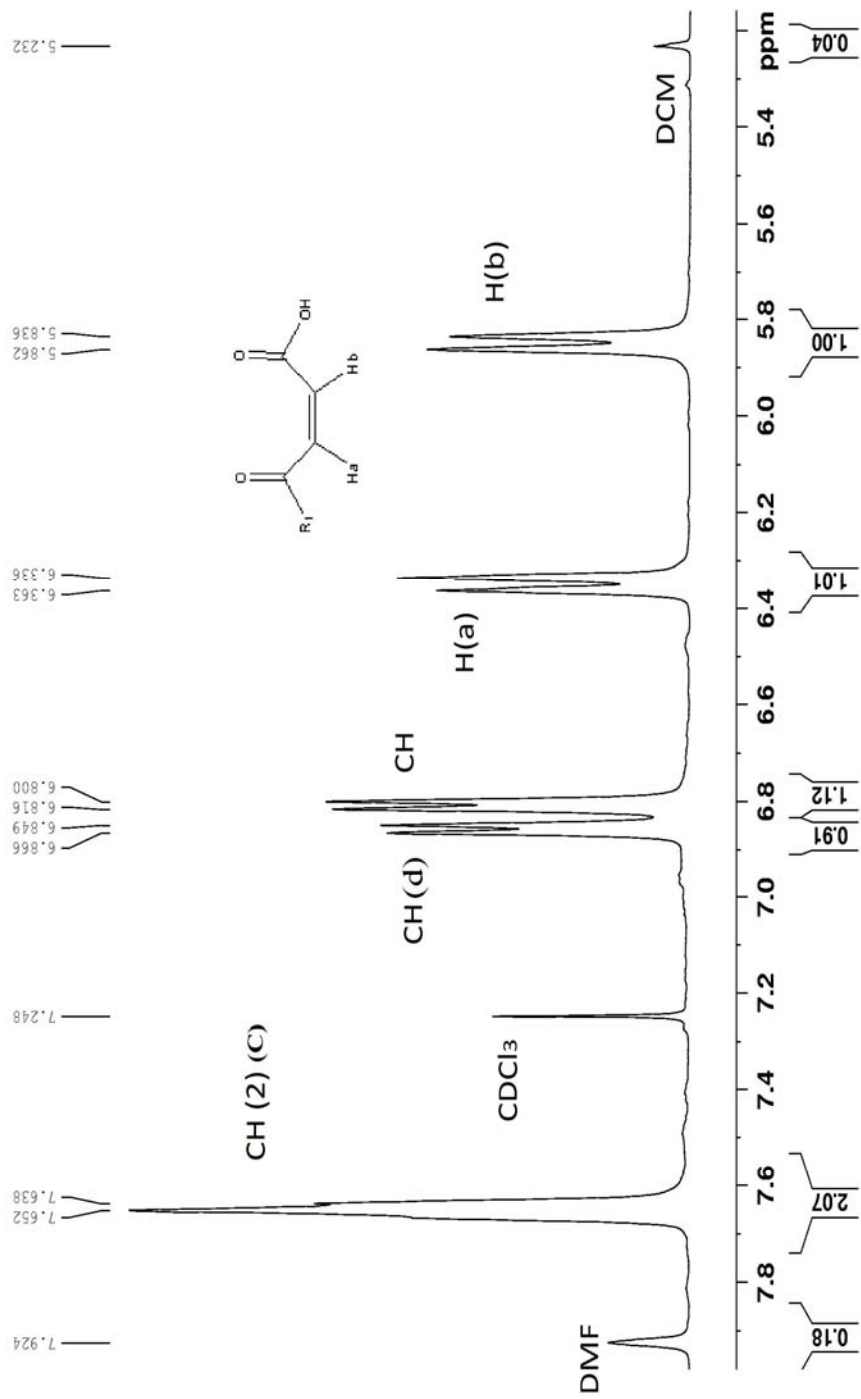 7.924
7.652
7.638
7.248
6.866
6.849
6.816
6.800
6.363
6.336
5.862
5.836
5.232
DMF
CH (2) (C)
CDCl₃
CH (d)
CH
H(a)
H(b)
DCM
R₁
O
Ha
Hb
O
OH
7.8
7.6
7.4
7.2
7.0
6.8
6.6
6.4
6.2
6.0
5.8
5.6
5.4
ppm
0.18
2.07
0.91
1.12
1.01
1.00
0.04